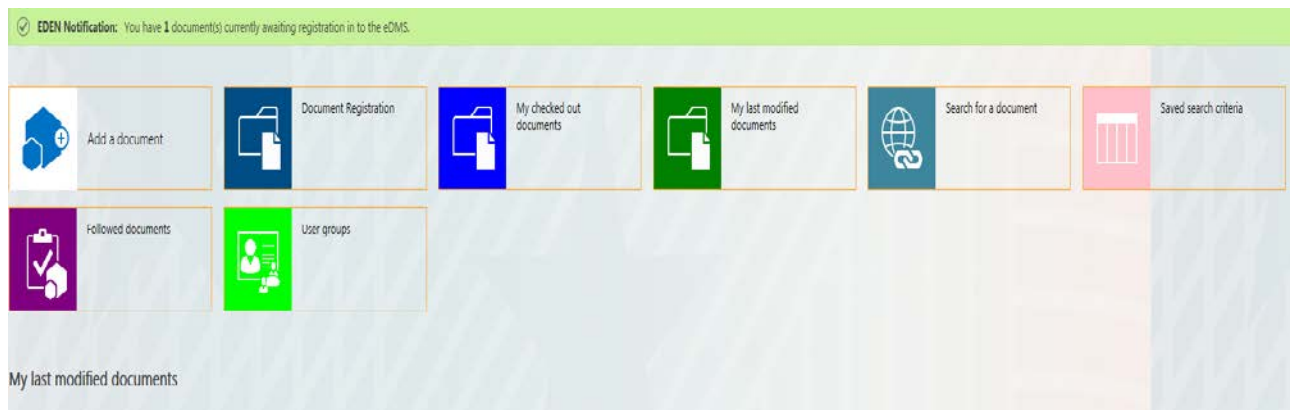 EDEN Notification: You have 1 document(s) currently awaiting registration in to the eDMS.
Add a document
Document Registration
My checked out
documents
My last modified
documents
Search for a document
Saved search criteria
Followed documents
User groups
My last modified documents